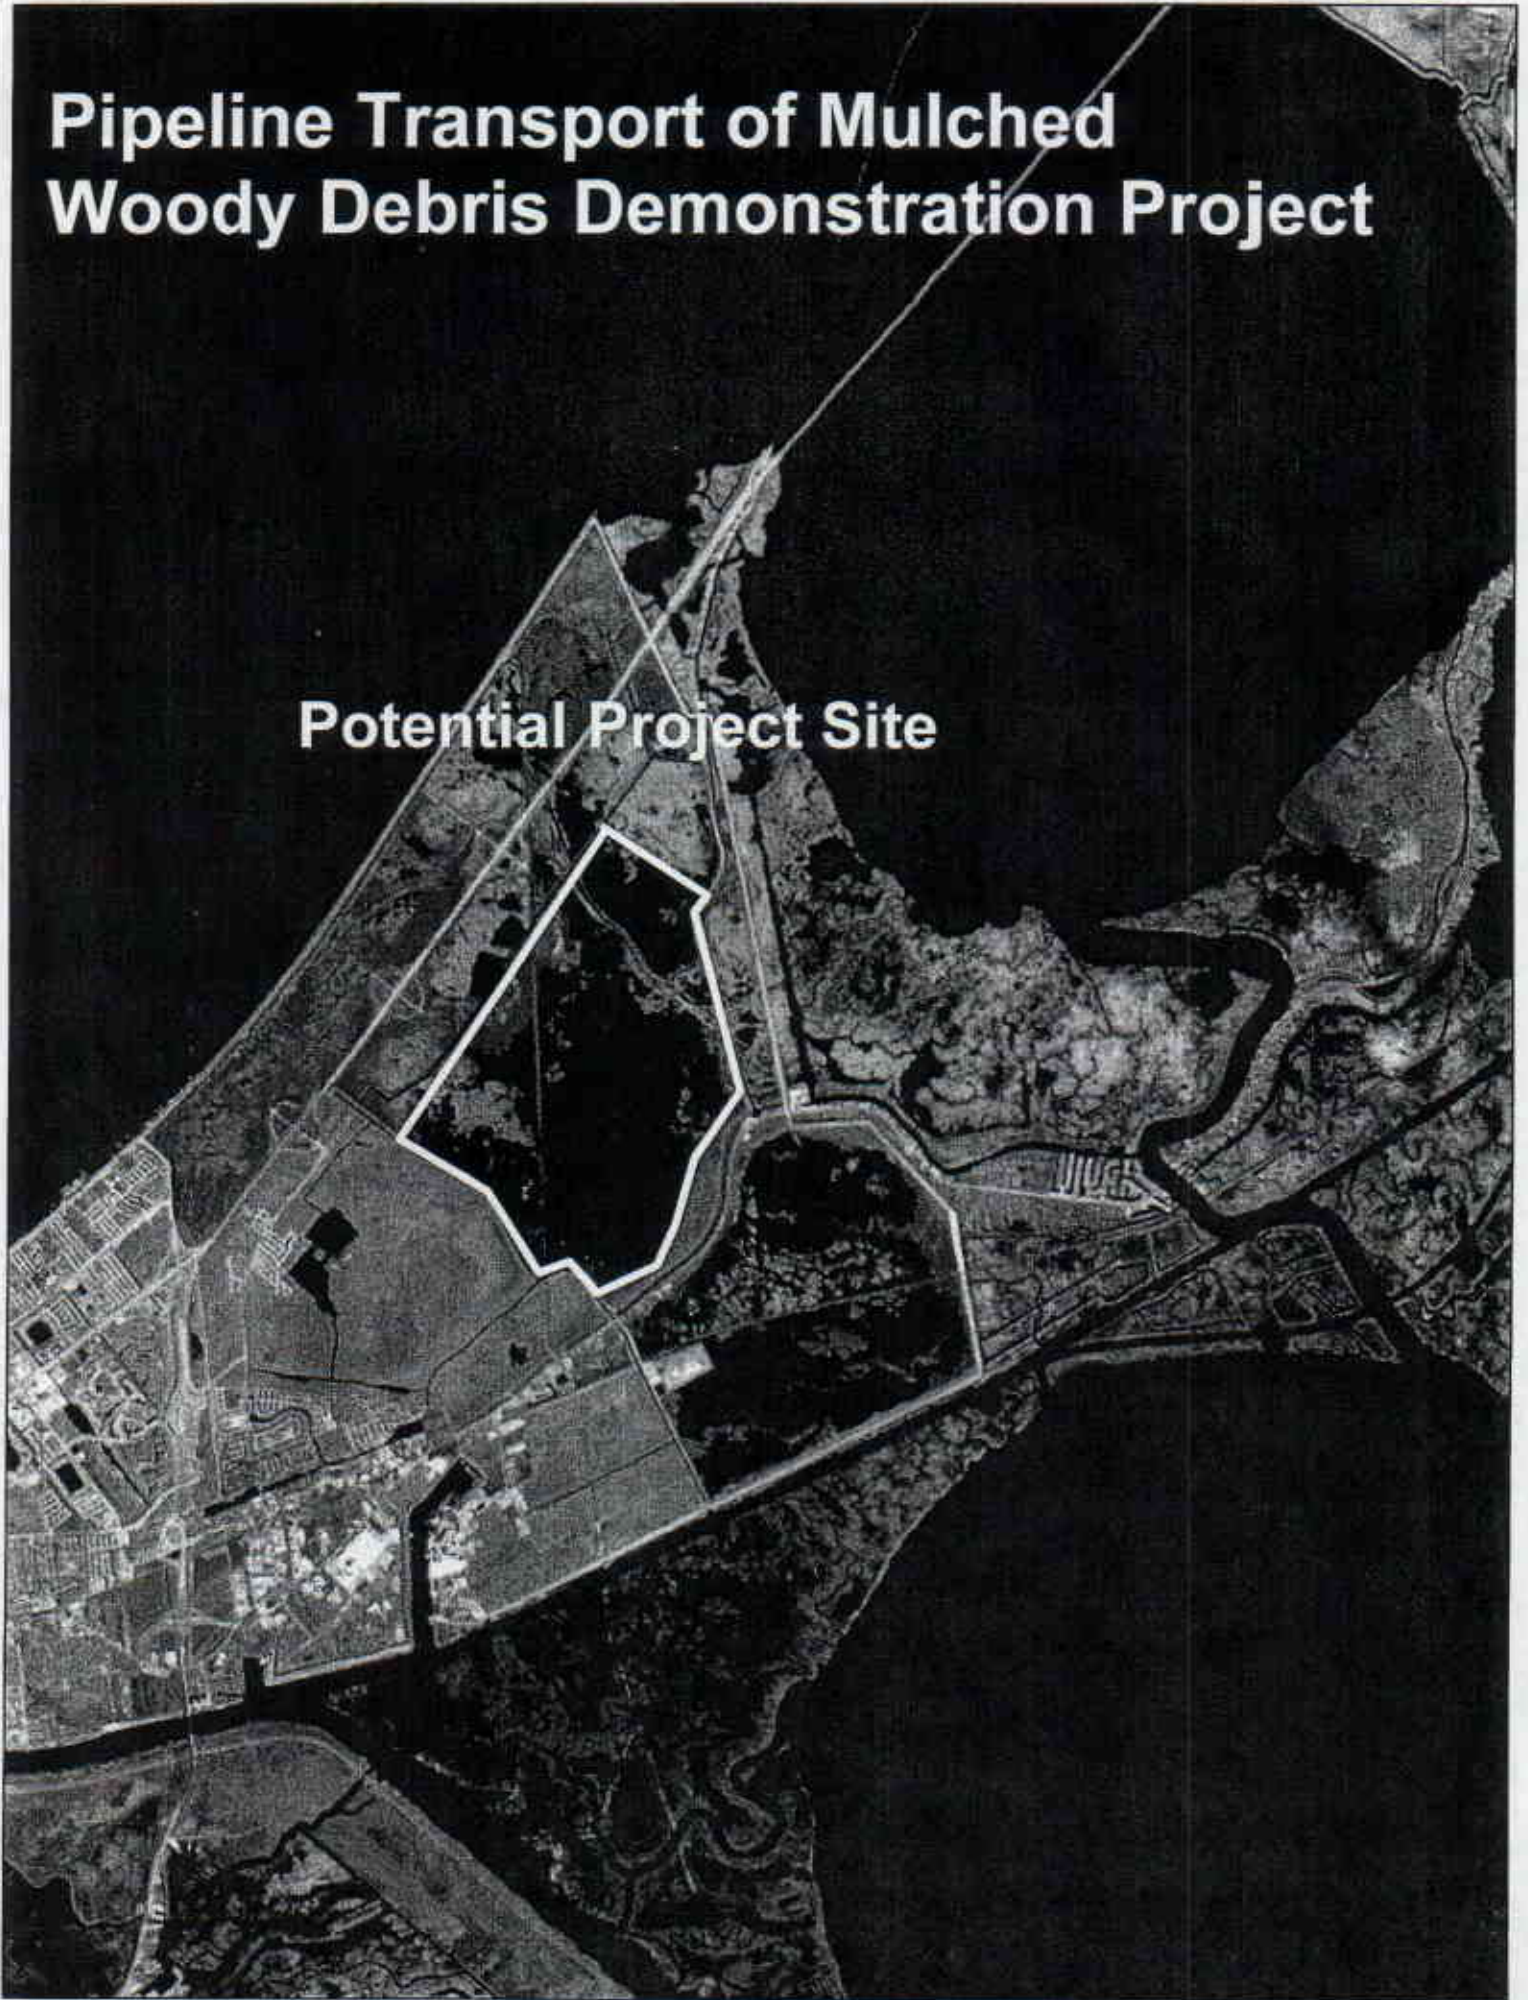 Pipeline Transport of Mulched
Woody Debris Demonstration Project
Potential Project Site